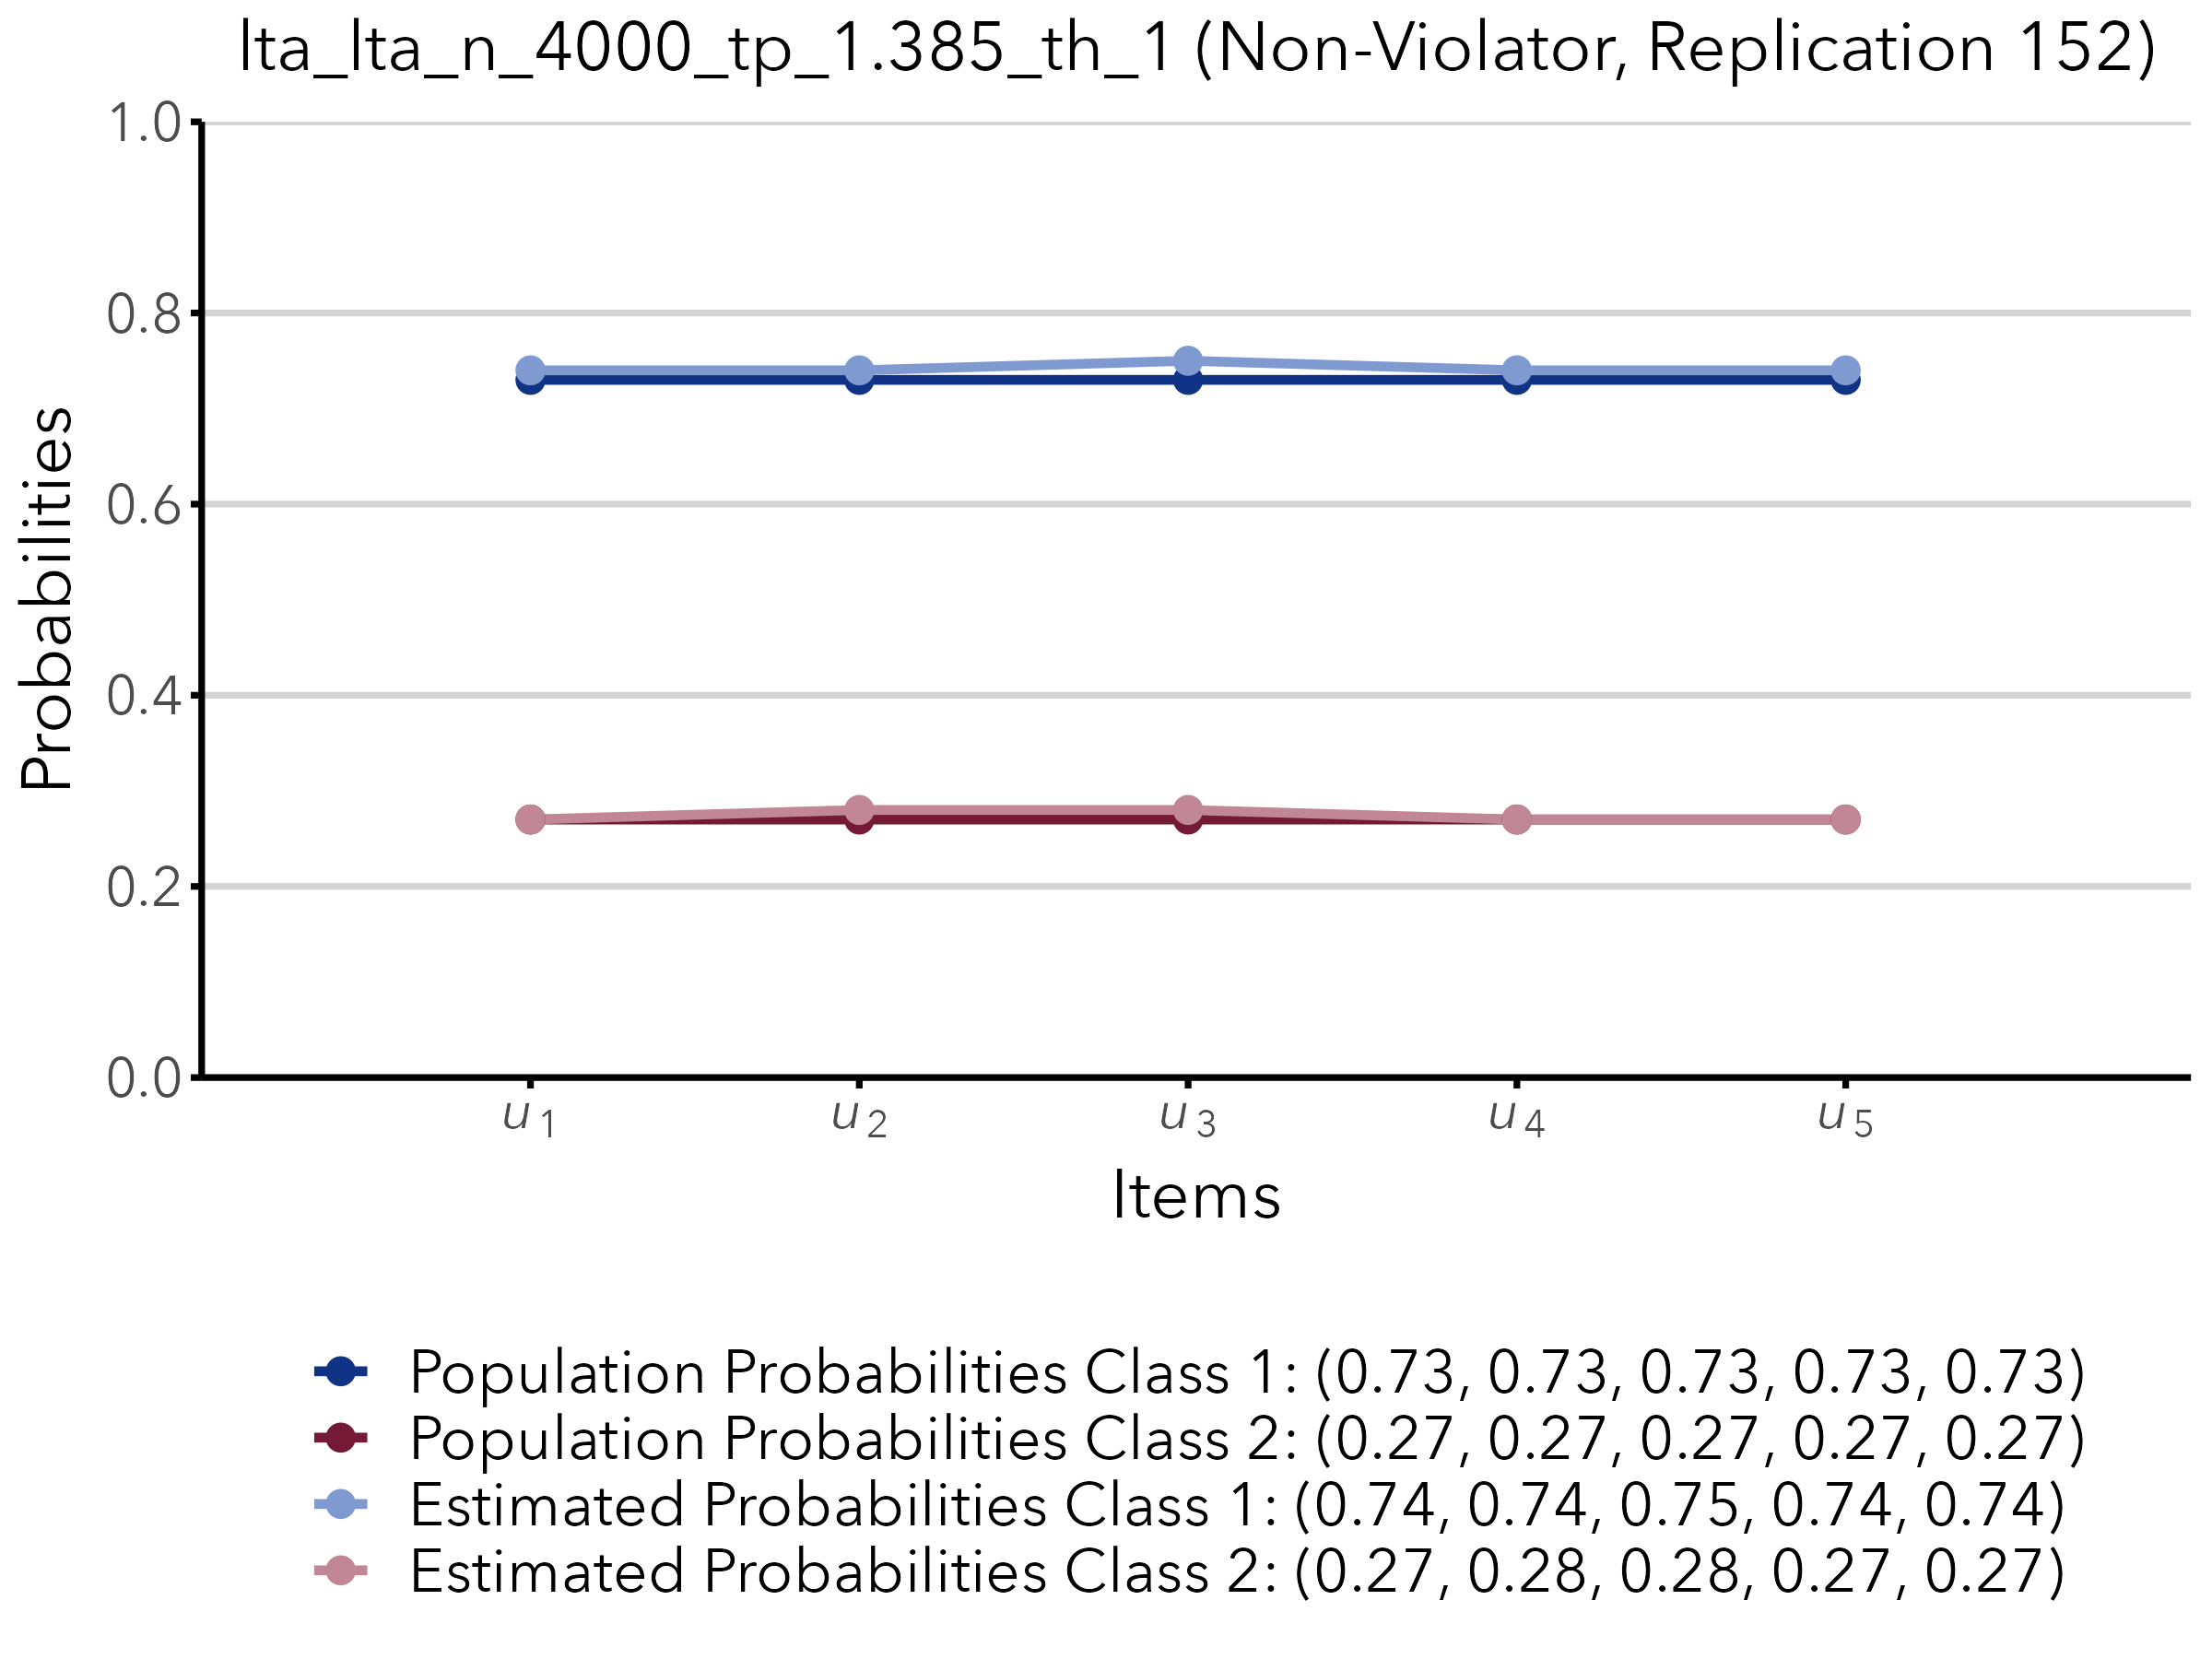 lta_lta_n_4000_tp_1.385_th_1 (Non-Violator, Replication 152)
1.0
0.8
0.6
0.4
0.2
0.0
Probabilities
u1 u2 u3 u4 u5
Items
Population Probabilities Class 1: (0.73, 0.73, 0.73, 0.73, 0.73)
Population Probabilities Class 2: (0.27, 0.27, 0.27, 0.27, 0.27)
Estimated Probabilities Class 1: (0.74, 0.74, 0.75, 0.74, 0.74)
Estimated Probabilities Class 2: (0.27, 0.28, 0.28, 0.27, 0.27)